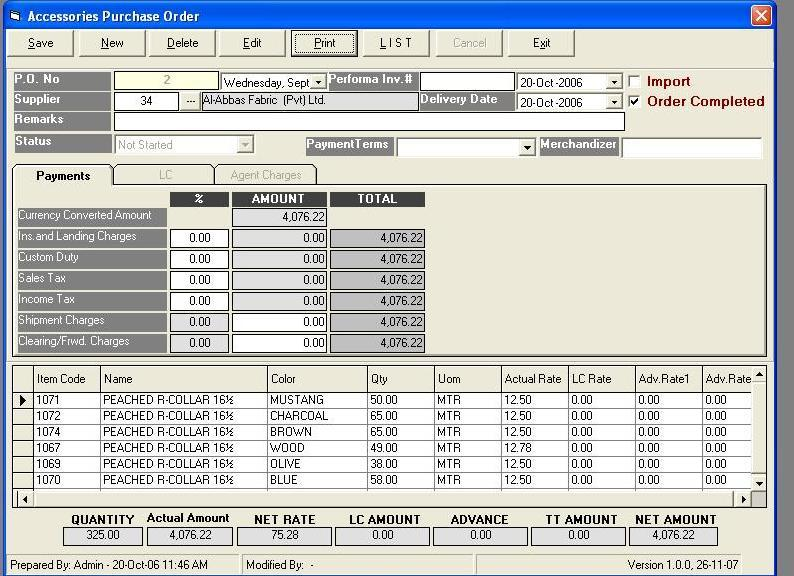 Accessories Purchase Order
Save New Delete Edit Print L I S T Cancel Exit
P.O. No 2 Wednesday, Sept Performa Inv.# 20-Oct-2006 Import
Supplier 34 ... Al-Abbas Fabric (Pvt) Ltd. Delivery Date 20-Oct-2006 Order Completed
Remarks
Status Not Started PaymentTerms Merchandizer
Payments LC Agent Charges
% AMOUNT TOTAL
Currency Conwerted Amount 4,076.22
Ins.and Landing Charges 0.00 0.00 4,076.22
Custom Duty 0.00 0.00 4,076.22
Sales Tax 0.00 0.00 4,076.22
Income Tax 0.00 0.00 4,076.22
Shipment Charges 0.00 0.00 4,076.22
Clearing/Frwd. Charges 0.00 0.00 4,076.22
Item Code Name Color Qty Uom Actual Rate LC Rate Adv.Rate1 Adv.Rate
1071 PEACHED R-COLLAR 16½ MUSTANG 50.00 MTR 12.50 0.00 0.00 0.00
1072 PEACHED R-COLLAR 16½ CHARCOAL 65.00 MTR 12.50 0.00 0.00 0.00
1074 PEACHED R-COLLAR 16½ BROWN 65.00 MTR 12.50 0.00 0.00 0.00
1067 PEACHED R-COLLAR 16½ WOOD 49.00 MTR 12.78 0.00 0.00 0.00
1069 PEACHED R-COLLAR 16½ OLIVE 38.00 MTR 12.50 0.00 0.00 0.00
1070 PEACHED R-COLLAR 16½ BLUE 58.00 MTR 12.50 0.00 0.00 0.00
QUANTITY Actual Amount NET RATE LC AMOUNT ADVANCE TT AMOUNT NET AMOUNT
325.00 4,076.22 75.28 0.00 0.00 0.00 4,076.22
Prepared By: Admin - 20-Oct-06 11:46 AM Modified By: - Version 1.0.0, 26-11-07